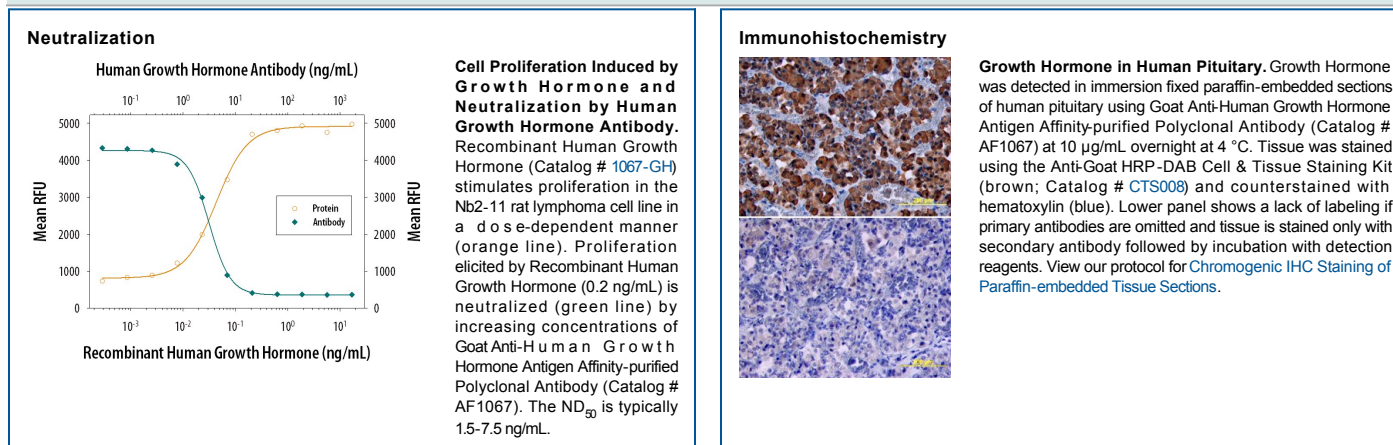 Neutralization
Human Growth Hormone Antibody (ng/mL)
10-1 100 101 102 103
5000 5000
4000 4000
3000 3000
2000 2000
1000 1000
0 0
Mean RFU
Mean RFU
Protein
Antibody
10-3 10-2 10-1 100 101
Recombinant Human Growth Hormone (ng/mL)
Cell Proliferation Induced by
Growth Hormone and
Neutralization by Human
Growth Hormone Antibody.
Recombinant Human Growth
Hormone (Catalog # 1067-GH)
stimulates proliferation in the
Nb2-11 rat lymphoma cell line in
a dose-dependent manner
(orange line). Proliferation
elicited by Recombinant Human
Growth Hormone (0.2 ng/mL) is
neutralized (green line) by
increasing concentrations of
Goat Anti-Human Growth
Hormone Antigen Affinity-purified
Polyclonal Antibody (Catalog #
AF1067). The ND50 is typically
1.5-7.5 ng/mL.
Immunohistochemistry
Growth Hormone in Human Pituitary. Growth Hormone
was detected in immersion fixed paraffin-embedded sections
of human pituitary using Goat Anti-Human Growth Hormone
Antigen Affinity-purified Polyclonal Antibody (Catalog #
AF1067) at 10 µg/mL overnight at 4 °C. Tissue was stained
using the Anti-Goat HRP-DAB Cell & Tissue Staining Kit
(brown; Catalog # CTS008) and counterstained with
hematoxylin (blue). Lower panel shows a lack of labeling if
primary antibodies are omitted and tissue is stained only with
secondary antibody followed by incubation with detection
reagents. View our protocol for Chromogenic IHC Staining of
Paraffin-embedded Tissue Sections.